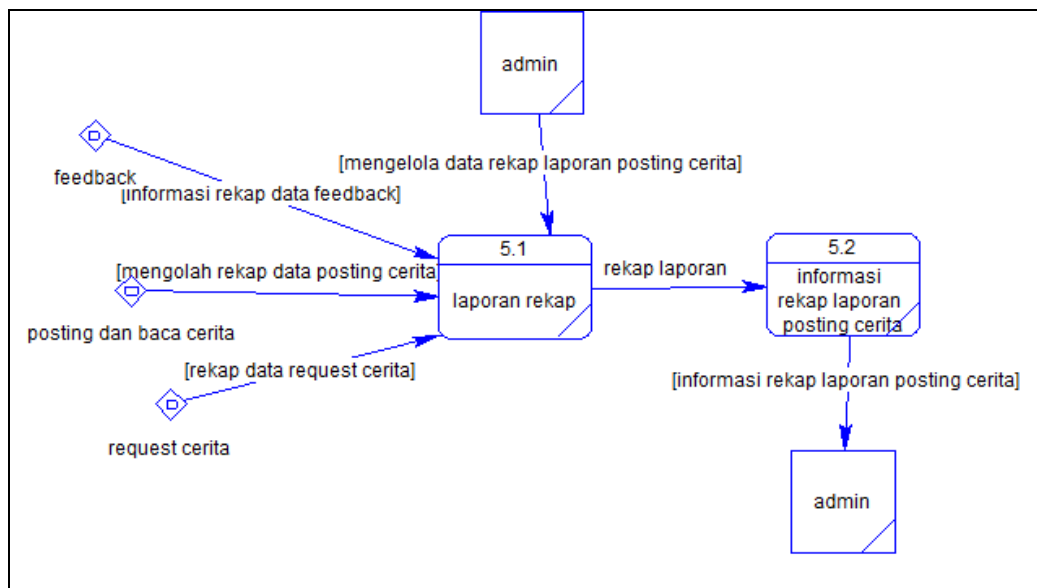 admin
[mengelola data rekap laporan posting cerita]
feedback
[informasi rekap data feedback]
[mengolah rekap data posting cerita
posting dan baca cerita
[rekap data request cerita]
request cerita
5.1
laporan rekap
rekap laporan
5.2
informasi
rekap laporan
posting cerita
[informasi rekap laporan posting cerita]
admin